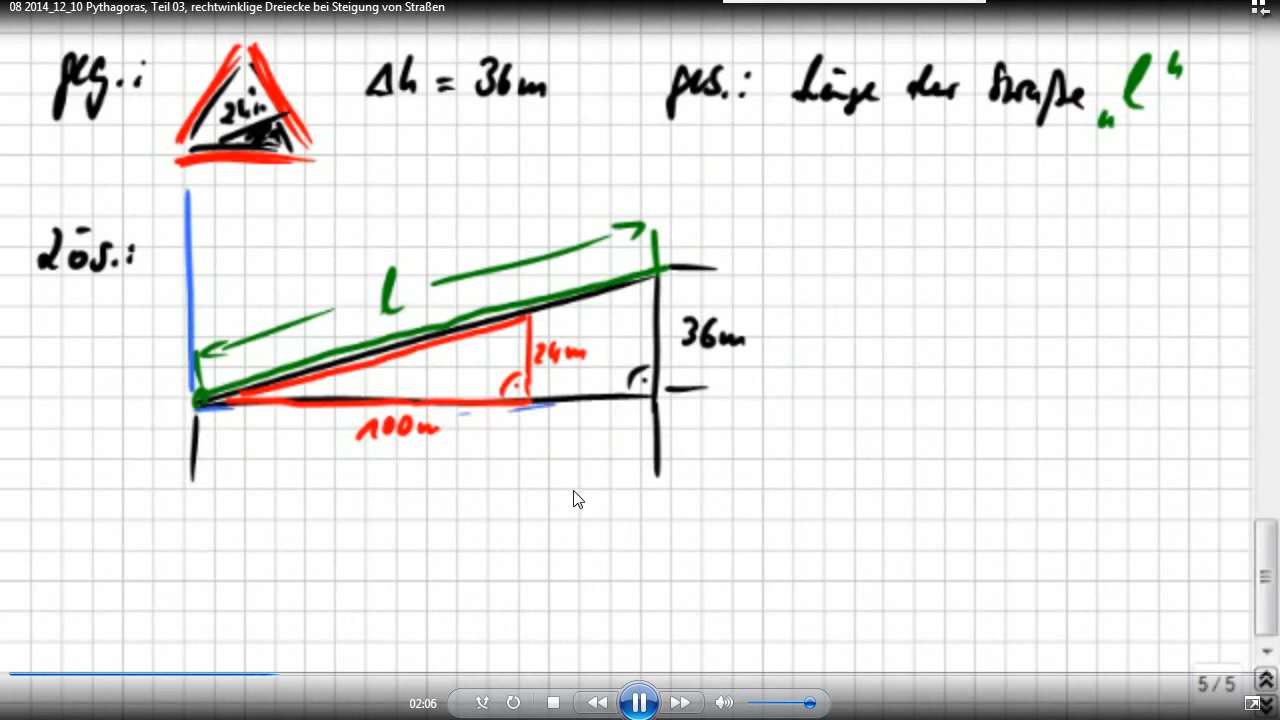 08 2014_12_10 Pythagoras, Teil 03, rechtwinklige Dreiecke bei Steigung von Straßen
geg.: Δh = 36m ges.: Länge der Straße „l“
Lös.:
l
36m
24m
100m
5/5
02:06